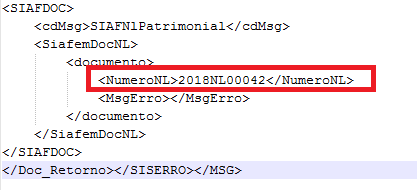 <SIAFDOC>
<cdMsg>SIAFNlPatrimonial</cdMsg>
<SiafemDocNL>
<documento>
<NumeroNL>2018NL00042</NumeroNL>
<MsgErro></MsgErro>
</documento>
</SiafemDocNL>
</SIAFDOC>
</Doc_Retorno></SISERRO></MSG>